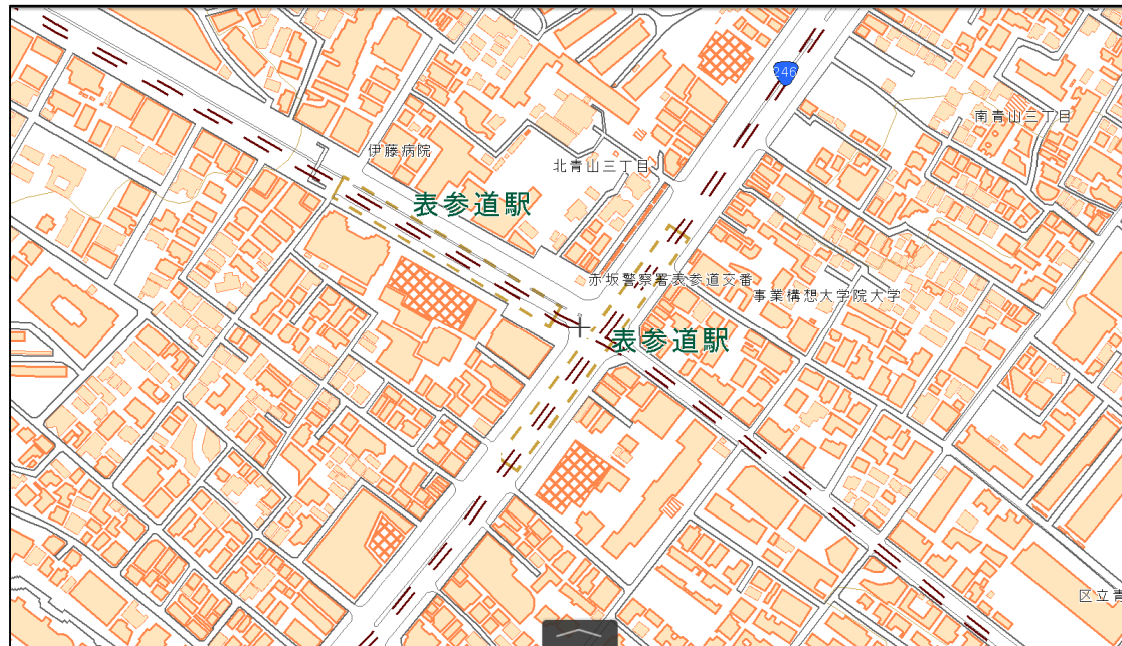 246
南青山三丁目
伊藤病院
北青山三丁目
表参道駅
赤坂警察署表参道交番
事業構想大学院大学
表参道駅
区立青